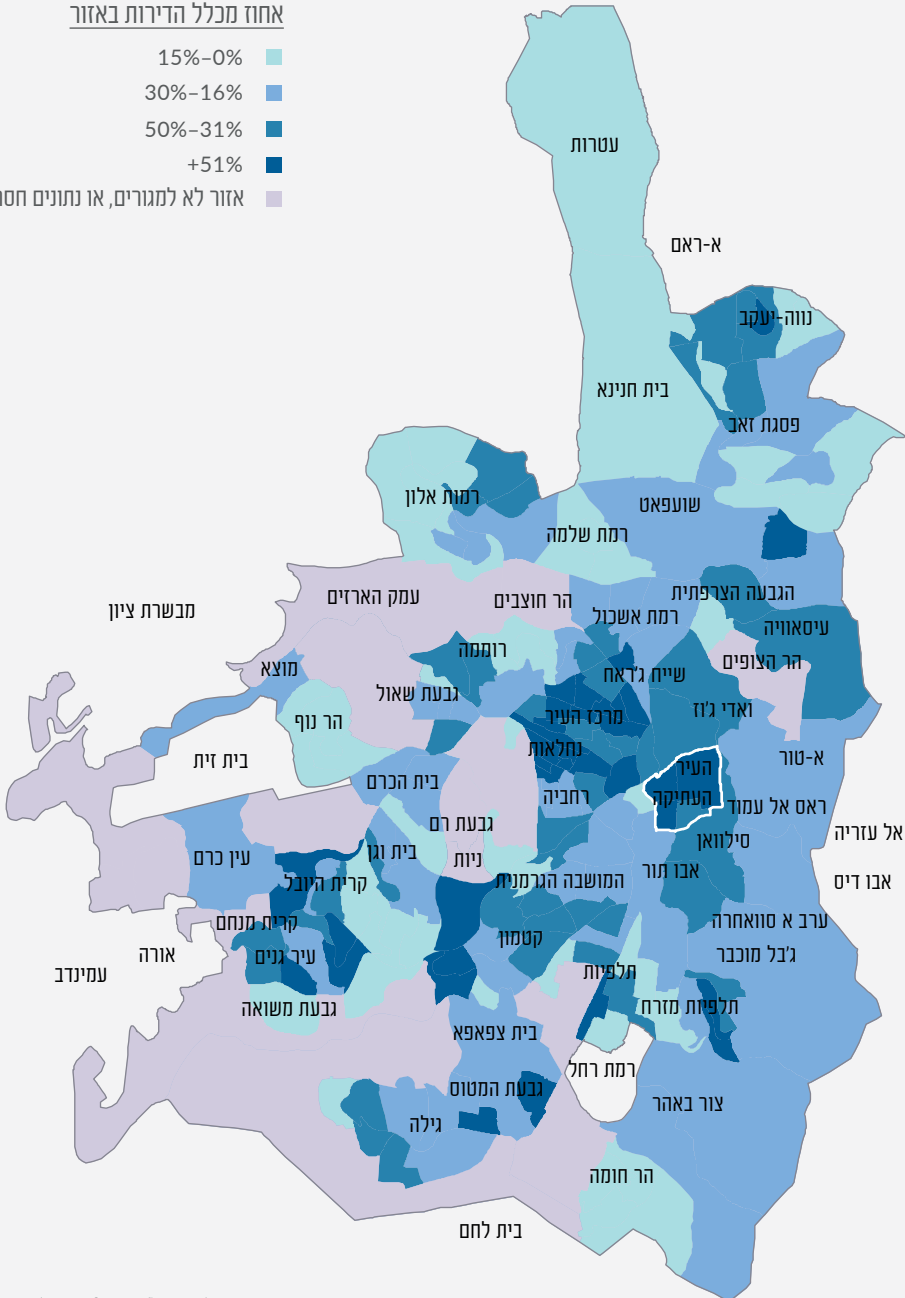 אחוז מכלל הדירות באזור
15%–0%
30%–16%
50%–31%
+51%
אזור לא למגורים, או נתונים
עטרות
א-ראם
נווה-יעקב
בית חנינא
פסגת זאב
רמות אלון
שועפאט
רמת שלמה
הגבעה הצרפתית
עמק הארזים
הר חוצבים
רמת אשכול
מבשרת ציון
עיסאוויה
רוממה
הר הצופים
מוצא
שייח ג'ראח
גבעת שאול
ואדי ג'וז
מרכז העיר
הר נוף
נחלאות
א-טור
בית זית
העיר
העתיקה
בית הכרם
רחביה
ראס אל עמוד
גבעת רם
אל עזריה
סילוואן
בית וגן
ניות
עין כרם
אבו תור
אבו דיס
קרית היובל
המושבה הגרמנית
ערב א סוואחרה
קרית מנחם
קטמון
ג'בל מוכבר
אורה
עיר גנים
תלפיות
עמינדב
גבעת משואה
תלפיות מזרח
בית צפאפא
רמת רחל
גבעת המטוס
צור באהר
גילה
הר חומה
בית לחם